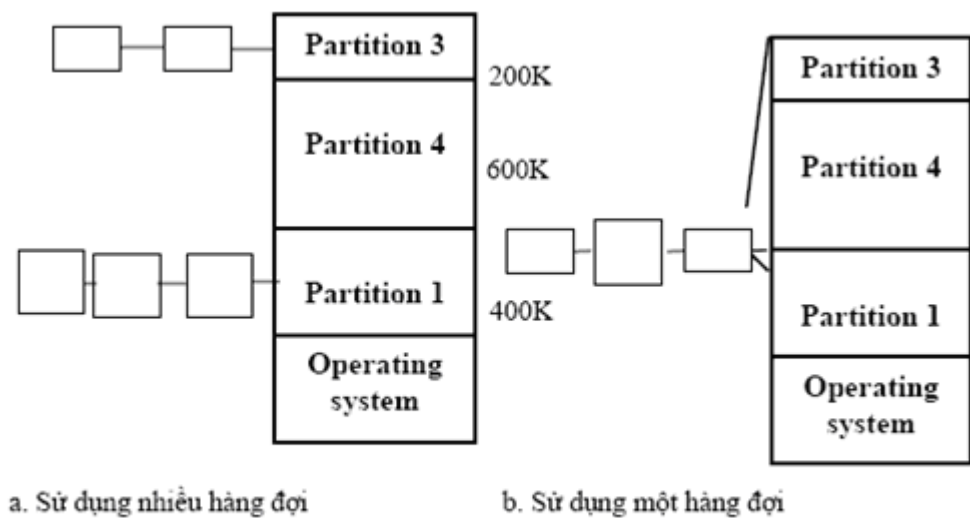 Partition 3
200K
Partition 4
600K
Partition 1
400K
Operating
system
Partition 3
Partition 4
Partition 1
Operating
system
a. Sử dụng nhiều hàng đợi
b. Sử dụng một hàng đợi